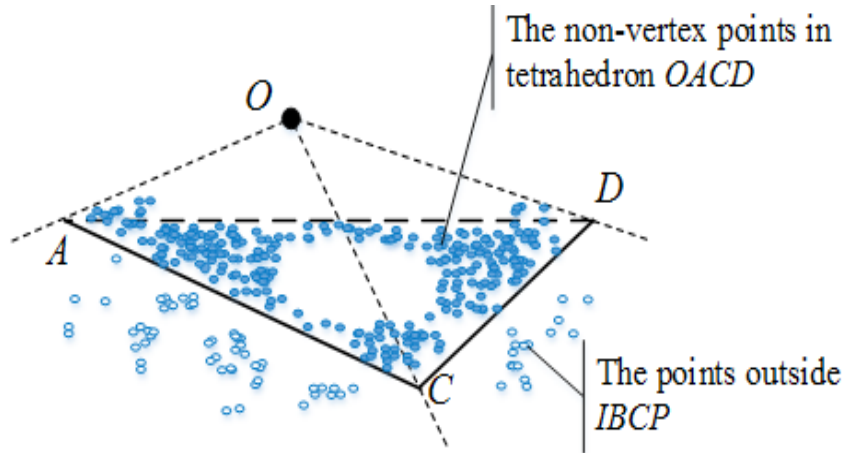 The non-vertex points in
tetrahedron OACD
O
D
A
C
The points outside
IBCP